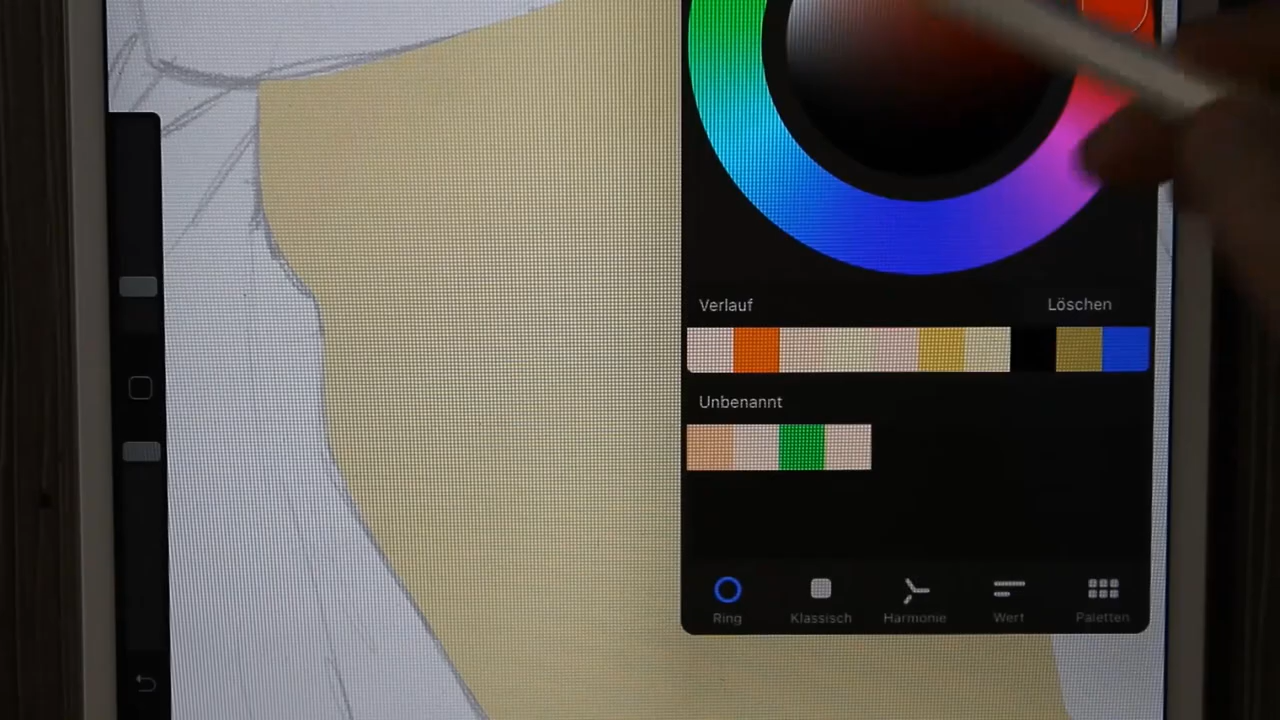 Verlauf Löschen
Unbenannt
Ring Klassisch Harmonie Wert Paletten